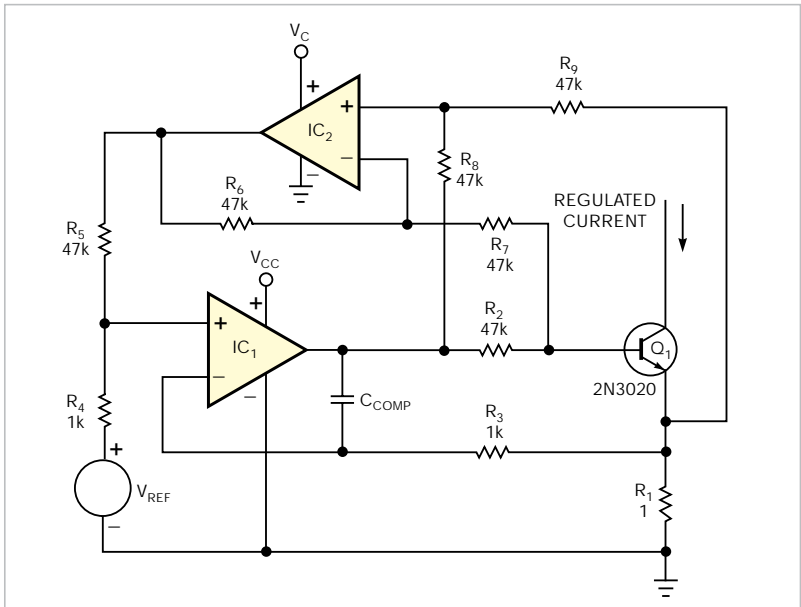 V_C
+
IC_2
+
–
–
R_9
47k
R_8
47k
R_6
47k
R_7
47k
REGULATED
CURRENT
R_5
47k
V_CC
+
+
IC_1
–
–
R_2
47k
Q_1
2N3020
C_COMP
R_4
1k
R_3
1k
+
V_REF
–
R_1
1